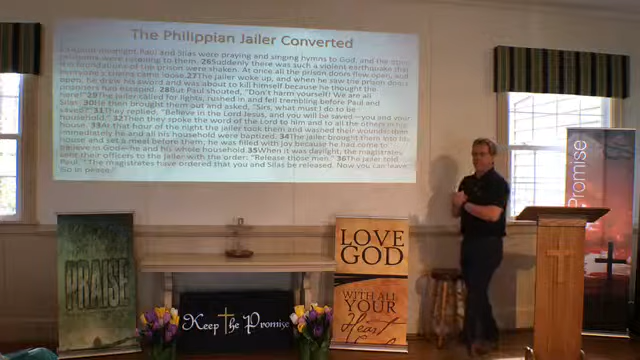 The Philippian Jailer Converted
about midnight Paul and Silas were praying and singing hymns to God, and the other
prisoners were listening to them. 26Suddenly there was such a violent earthquake that
foundations of the prison were shaken. At once all the prison doors flew open, and
everyone's chains came loose. 27The jailer woke up, and when he saw the prison doors
open, he drew his sword and was about to kill himself because he thought the
prisoners had escaped. 28But Paul shouted, "Don't harm yourself! We are all
here!" 29The jailer called for lights, rushed in and fell trembling before Paul and
Silas. 30He then brought them out and asked, "Sirs, what must I do to be
saved?" 31They replied, "Believe in the Lord Jesus, and you will be saved—you and your
household." 32Then they spoke the word of the Lord to him and to all the others in his
house. 33At that hour of the night the jailer took them and washed their wounds; then
immediately he and all his household were baptized. 34The jailer brought them into his
house and set a meal before them; he was filled with joy because he had come to
believe in God—he and his whole household. 35When it was daylight, the magistrates
sent their officers to the jailer with the order: "Release those men." 36The jailer told
"The magistrates have ordered that you and Silas be released. Now you can leave.
Go in peace."
PRAISE
Keep the Promise
LOVE
GOD
WITH ALL
YOUR
Heart
Promise